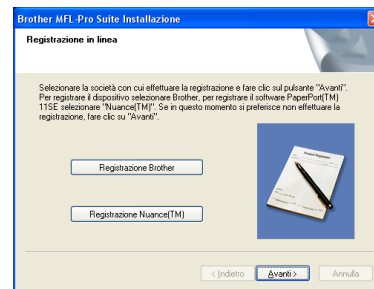 Brother MFL-Pro Suite Installazione
Registrazione in linea
Selezionare la società con cui effettuare la registrazione e fare clic sul pulsante "Avanti".
Per registrare il dispositivo selezionare Brother, per registrare il software PaperPort(TM)
11SE selezionare "Nuance(TM)". Se in questo momento si preferisce non effettuare la
registrazione, fare clic su "Avanti".
Registrazione Brother
Registrazione Nuance(TM)
< Indietro
Avanti >
Annulla